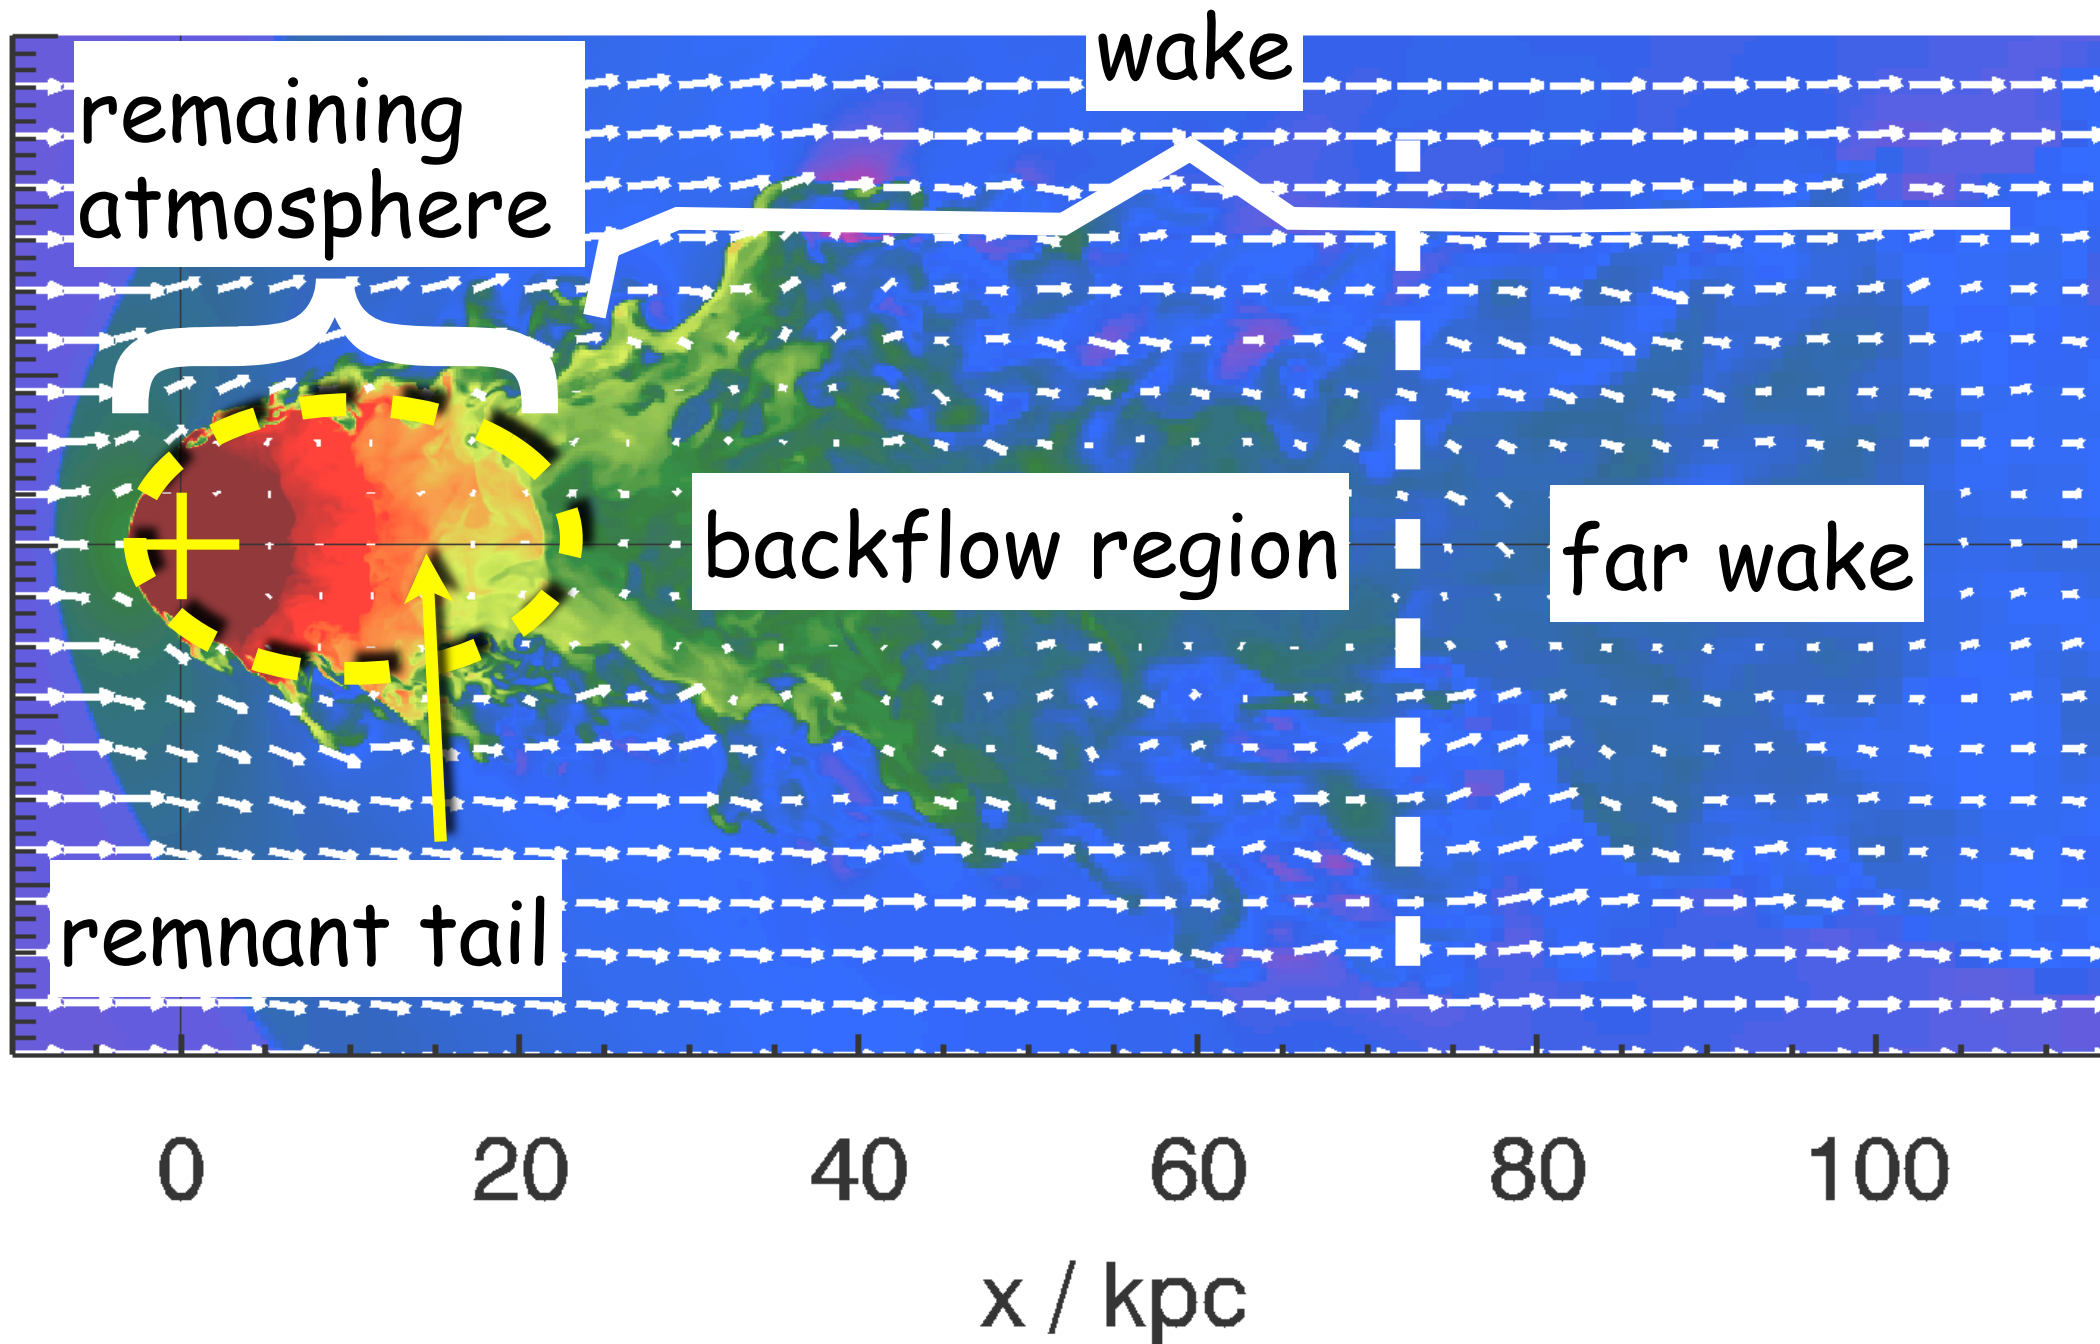 wake
remaining
atmosphere
backflow region
far wake
remnant tail
0 20 40 60 80 100
x / kpc